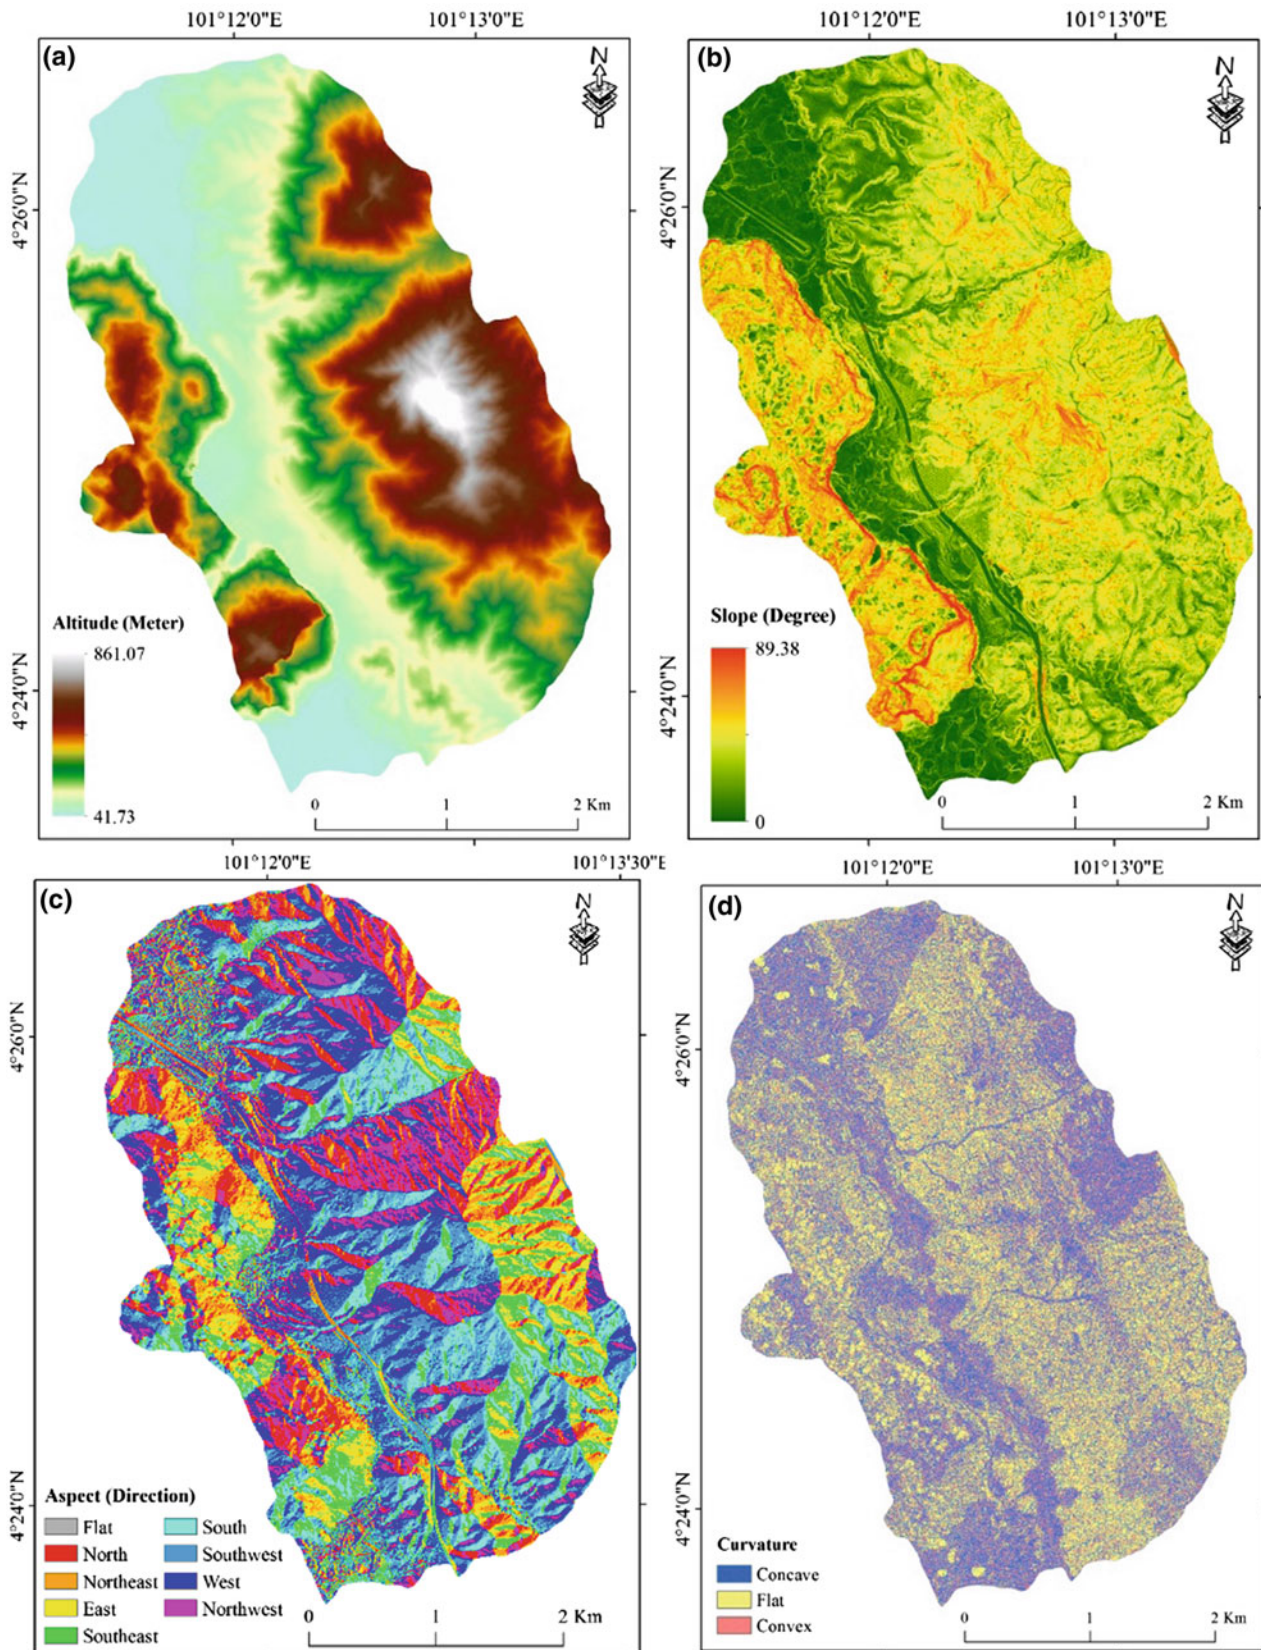 101°12'0"E 101°13'0"E
(a)
N
4°26'0"N
4°24'0"N
Altitude (Meter)
861.07
41.73
0 1 2 Km
101°12'0"E 101°13'0"E
(b)
N
4°26'0"N
4°24'0"N
Slope (Degree)
89.38
0
0 1 2 Km
101°12'0"E 101°13'30"E
(c)
N
4°26'0"N
4°24'0"N
Aspect (Direction)
Flat South
North Southwest
Northeast West
East Northwest
Southeast
0 1 2 Km
101°12'0"E 101°13'0"E
(d)
N
4°26'0"N
4°24'0"N
Curvature
Concave
Flat
Convex
0 1 2 Km